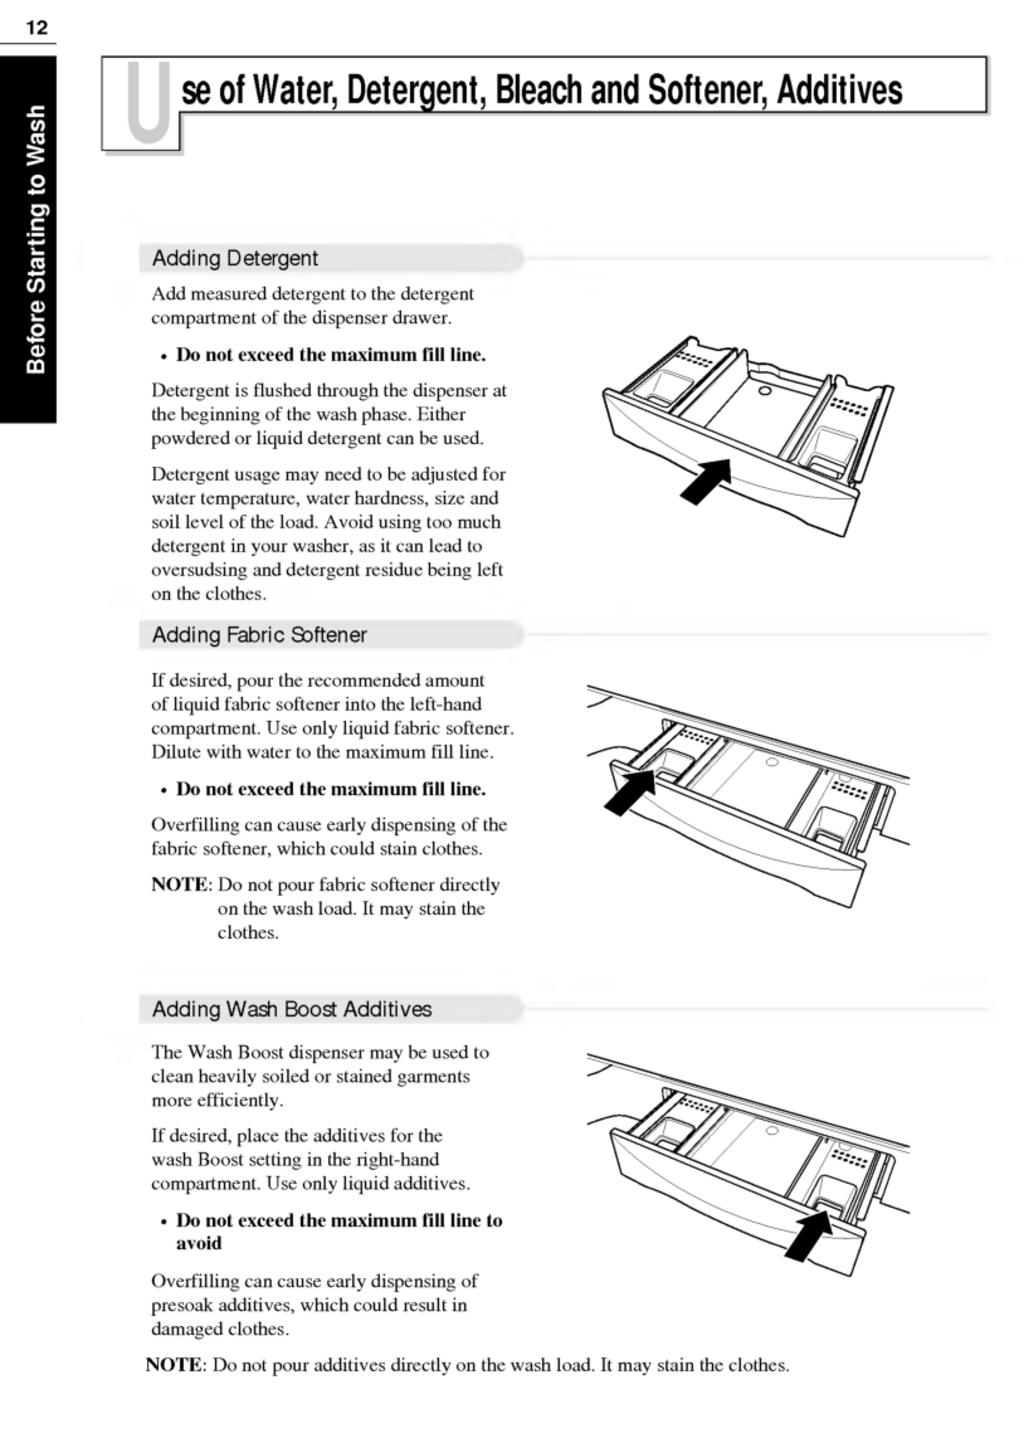 12
Before Starting to Wash
Use of Water, Detergent, Bleach and Softener, Additives
Adding Detergent
Add measured detergent to the detergent
compartment of the dispenser drawer.
• Do not exceed the maximum fill line.
Detergent is flushed through the dispenser at
the beginning of the wash phase. Either
powdered or liquid detergent can be used.
Detergent usage may need to be adjusted for
water temperature, water hardness, size and
soil level of the load. Avoid using too much
detergent in your washer, as it can lead to
oversudsing and detergent residue being left
on the clothes.
Adding Fabric Softener
If desired, pour the recommended amount
of liquid fabric softener into the left-hand
compartment. Use only liquid fabric softener.
Dilute with water to the maximum fill line.
• Do not exceed the maximum fill line.
Overfilling can cause early dispensing of the
fabric softener, which could stain clothes.
NOTE: Do not pour fabric softener directly
on the wash load. It may stain the
clothes.
Adding Wash Boost Additives
The Wash Boost dispenser may be used to
clean heavily soiled or stained garments
more efficiently.
If desired, place the additives for the
wash Boost setting in the right-hand
compartment. Use only liquid additives.
• Do not exceed the maximum fill line to
avoid
Overfilling can cause early dispensing of
presoak additives, which could result in
damaged clothes.
NOTE: Do not pour additives directly on the wash load. It may stain the clothes.